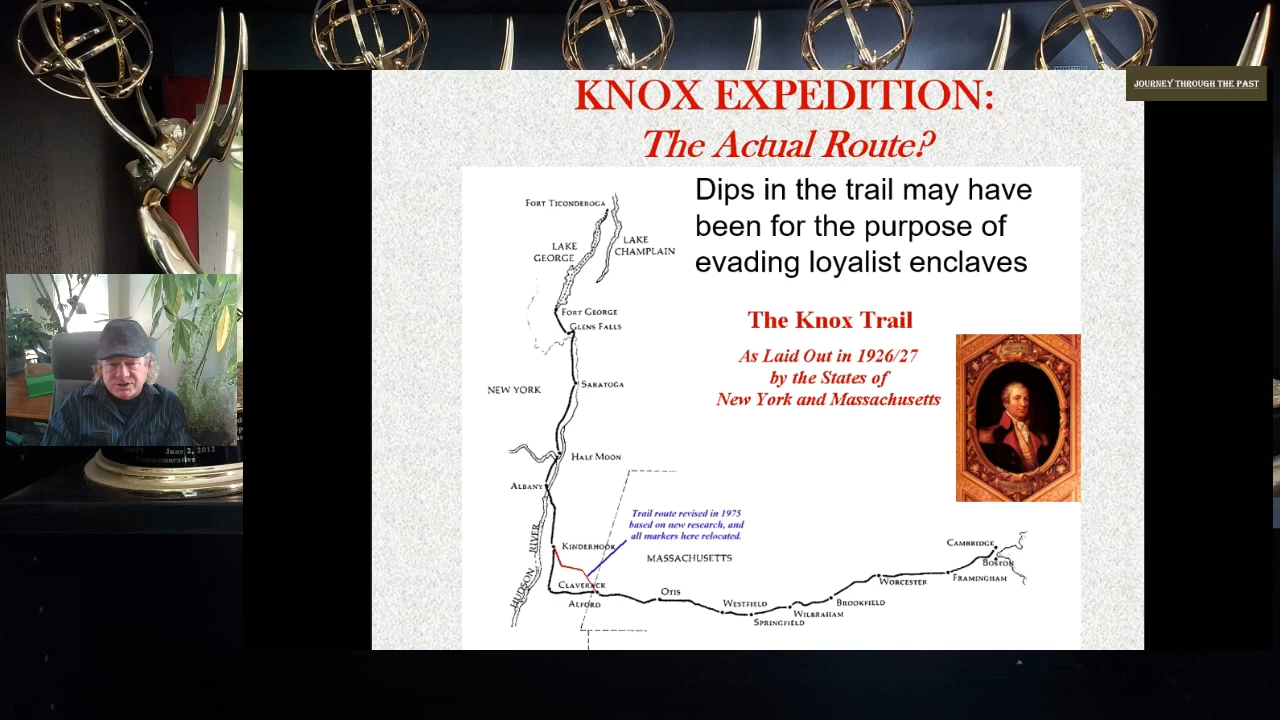 KNOX EXPEDITION:
The Actual Route?
JOURNEY THROUGH THE PAST
Dips in the trail may have
been for the purpose of
evading loyalist enclaves
The Knox Trail
As Laid Out in 1926/27
by the States of
New York and Massachusetts
FORT TICONDEROGA
LAKE
GEORGE
LAKE
CHAMPLAIN
FORT GEORGE
GLENS FALLS
NEW YORK
SARATOGA
HALF MOON
ALBANY
Trail route revised in 1975
based on new research, and
all markers here relocated.
HUDSON RIVER
KINDERHOOK
MASSACHUSETTS
CLAVERACK
ALFORD
OTIS
WESTFIELD
SPRINGFIELD
WILBRAHAM
BROOKFIELD
WORCESTER
FRAMINGHAM
CAMBRIDGE
BOSTON
June 2, 2012
Commemorative